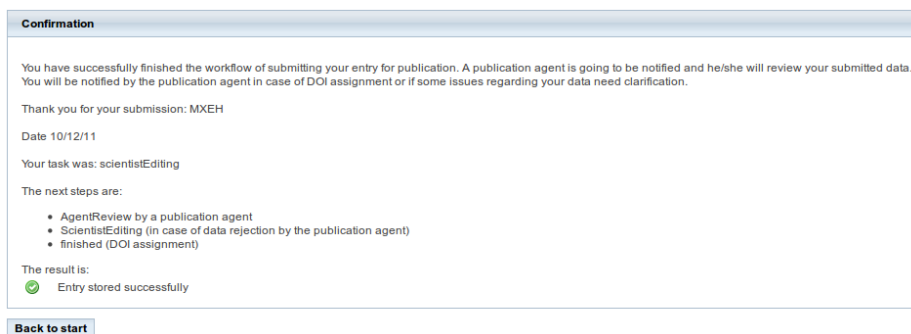 Confirmation
You have successfully finished the workflow of submitting your entry for publication. A publication agent is going to be notified and he/she will review your submitted data.
You will be notified by the publication agent in case of DOI assignment or if some issues regarding your data need clarification.
Thank you for your submission: MXEH
Date 10/12/11
Your task was: scientistEditing
The next steps are:
• AgentReview by a publication agent
• ScientistEditing (in case of data rejection by the publication agent)
• finished (DOI assignment)
The result is:
Entry stored successfully
Back to start